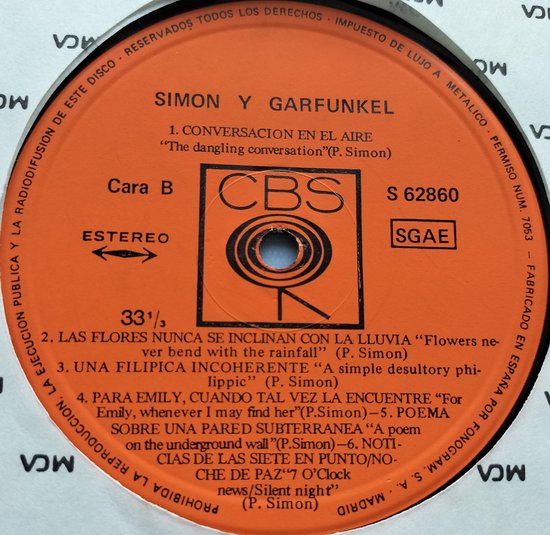 RESERVADOS TODOS LOS DERECHOS - IMPUESTO DE LUJO A METALICO - PERMISO NUM. 7053 - FABRICADO EN ESPAÑA POR FONOGRAM, S. A. - MADRID
PROHIBIDA LA REPRODUCCION, LA EJECUCION PUBLICA Y LA RADIODIFUSION DE ESTE DISCO -
SIMON Y GARFUNKEL
1. CONVERSACION EN EL AIRE
"The dangling conversation"(P. Simon)
Cara B
CBS
S 62860
ESTEREO
SGAE
33 1/3
2. LAS FLORES NUNCA SE INCLINAN CON LA LLUVIA "Flowers ne-
ver bend with the rainfall" (P. Simon)
3. UNA FILIPICA INCOHERENTE "A simple desultory phi-
lippic") (P. Simon)
4. PARA EMILY, CUANDO TAL VEZ LA ENCUENTRE "For
Emily, whenever I may find her"(P.Simon)-5. POEMA
SOBRE UNA PARED SUBTERRANEA "A poem
on the underground wall"(P.Simon)-6. NOTI-
CIAS DE LAS SIETE EN PUNTO/NO-
CHE DE PAZ"7 O'Clock
news/Silent night")
(P. Simon)
MCA
MCA
MCA
MCA
MCA
MCA
MCA
MCA
MCA